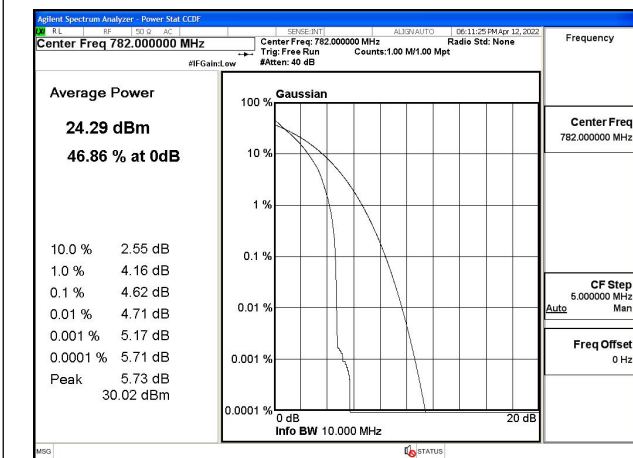 Agilent Spectrum Analyzer - Power Stat CCDF
RL RF 50 Ω AC SENSE:INT ALIGN AUTO 06:11:25 PM Apr 12, 2022
Center Freq 782.000000 MHz
Center Freq: 782.000000 MHz Radio Std: None
Trig: Free Run Counts:1.00 M/1.00 Mpt
#IFGain:Low #Atten: 40 dB
Frequency
Average Power
24.29 dBm
46.86 % at 0dB
10.0 % 2.55 dB
1.0 % 4.16 dB
0.1 % 4.62 dB
0.01 % 4.71 dB
0.001 % 5.17 dB
0.0001 % 5.71 dB
Peak 5.73 dB
30.02 dBm
Gaussian
100 %
10 %
1 %
0.1 %
0.01 %
0.001 %
0.0001 %
0 dB 20 dB
Info BW 10.000 MHz
Center Freq
782.000000 MHz
CF Step
5.000000 MHz
Auto Man
Freq Offset
0 Hz
MSG STATUS